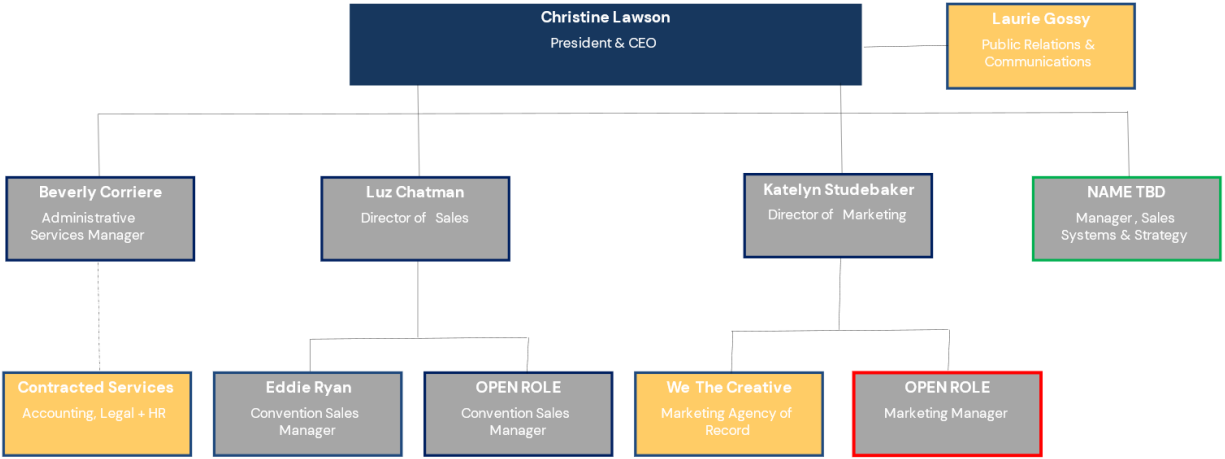 Christine Lawson
President & CEO
Laurie Gossy
Public Relations &
Communications
Beverly Corriere
Administrative
Services Manager
Luz Chatman
Director of Sales
Katelyn Studebaker
Director of Marketing
NAME TBD
Manager, Sales
Systems & Strategy
Contracted Services
Accounting, Legal + HR
Eddie Ryan
Convention Sales
Manager
OPEN ROLE
Convention Sales
Manager
We The Creative
Marketing Agency of
Record
OPEN ROLE
Marketing Manager